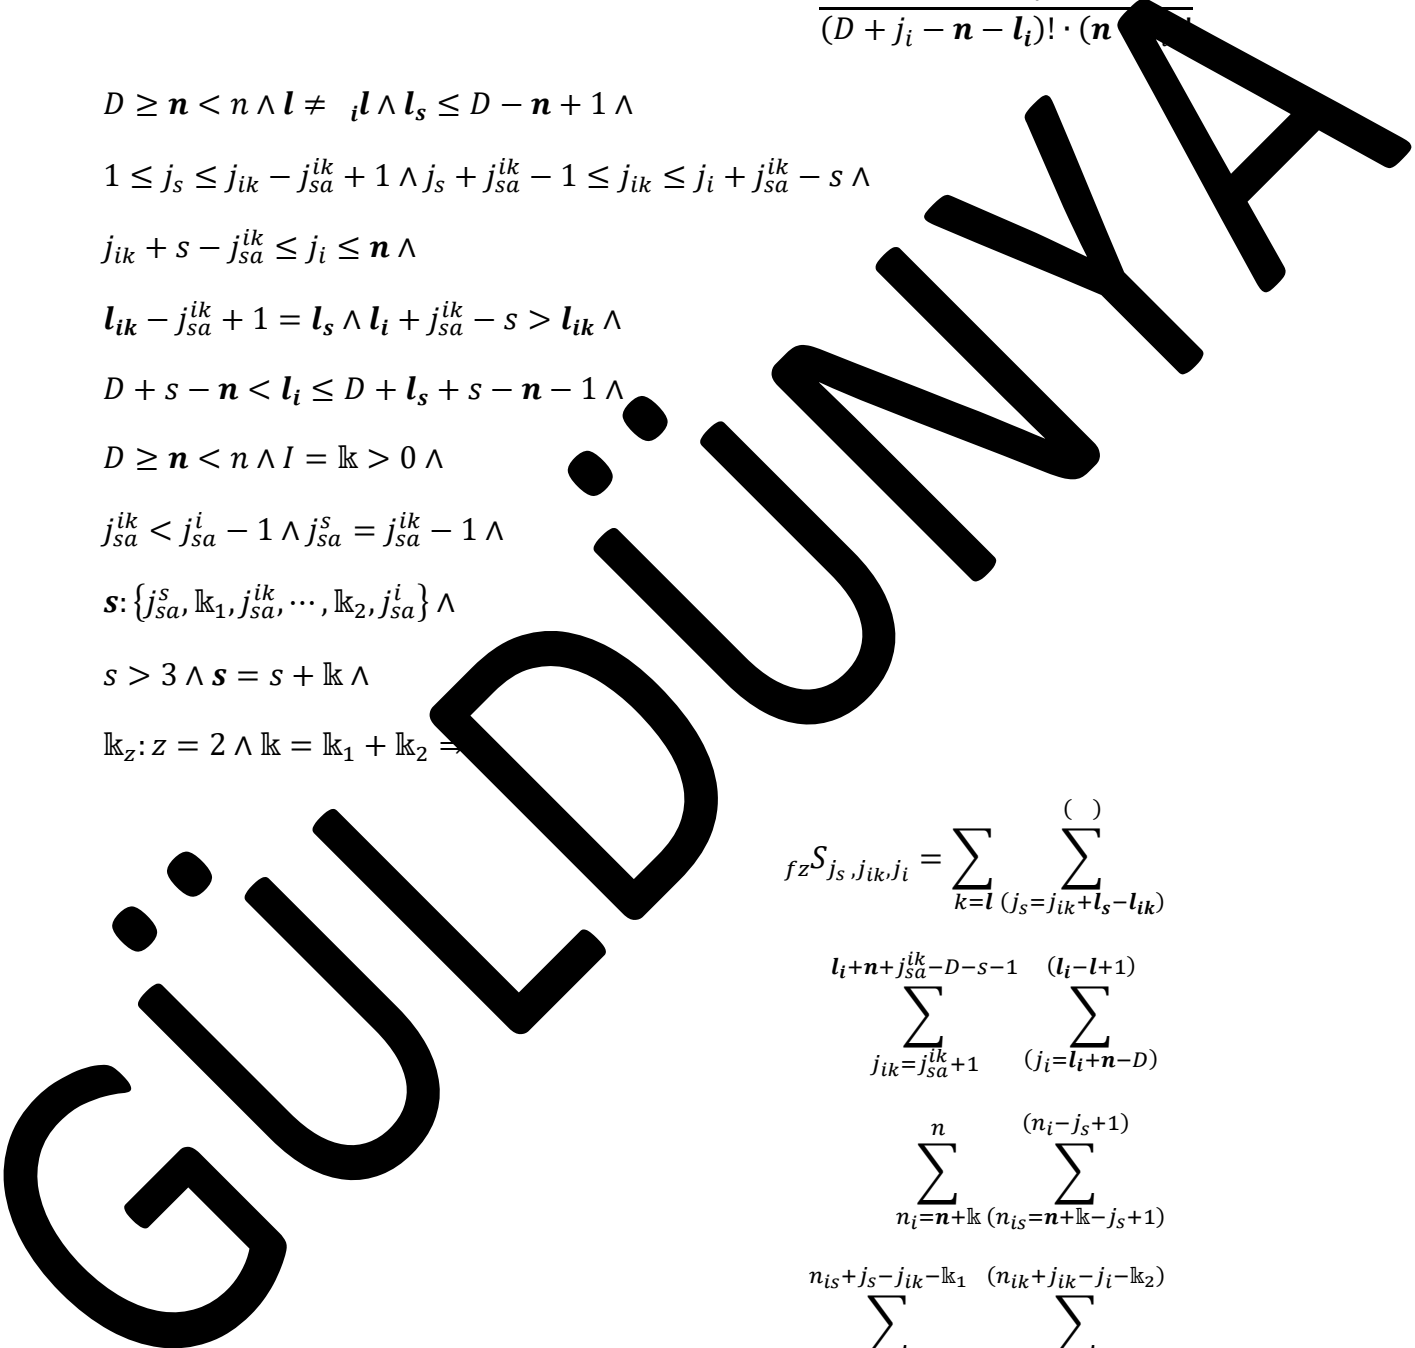 (D + j_i − n − l_i)! · (n
D ≥ n < n ∧ l ≠ _il ∧ l_s ≤ D − n + 1 ∧
1 ≤ j_s ≤ j_{ik} − j_{sa}^{ik} + 1 ∧ j_s + j_{sa}^{ik} − 1 ≤ j_{ik} ≤ j_i + j_{sa}^{ik} − s ∧
j_{ik} + s − j_{sa}^{ik} ≤ j_i ≤ n ∧
l_{ik} − j_{sa}^{ik} + 1 = l_s ∧ l_i + j_{sa}^{ik} − s > l_{ik} ∧
D + s − n < l_i ≤ D + l_s + s − n − 1 ∧
D ≥ n < n ∧ I = 𝕜 > 0 ∧
j_{sa}^{ik} < j_{sa}^i − 1 ∧ j_{sa}^s = j_{sa}^{ik} − 1 ∧
s: {j_{sa}^s, 𝕜_1, j_{sa}^{ik}, ⋯ , 𝕜_2, j_{sa}^i} ∧
s > 3 ∧ s = s + 𝕜 ∧
𝕜_z: z = 2 ∧ 𝕜 = 𝕜_1 + 𝕜_2 ⇒
( )
_{fz}S_{j_s ,j_{ik},j_i} = ∑ ∑
k=l (j_s=j_{ik}+l_s−l_{ik})
l_i+n+j_{sa}^{ik}−D−s−1 (l_i−l+1)
∑ ∑
j_{ik}=j_{sa}^{ik}+1 (j_i=l_i+n−D)
n (n_i−j_s+1)
∑ ∑
n_i=n+𝕜 (n_{is}=n+𝕜−j_s+1)
n_{is}+j_s−j_{ik}−𝕜_1 (n_{ik}+j_{ik}−j_i−𝕜_2)
∑ ∑
GÜLDÜNYA